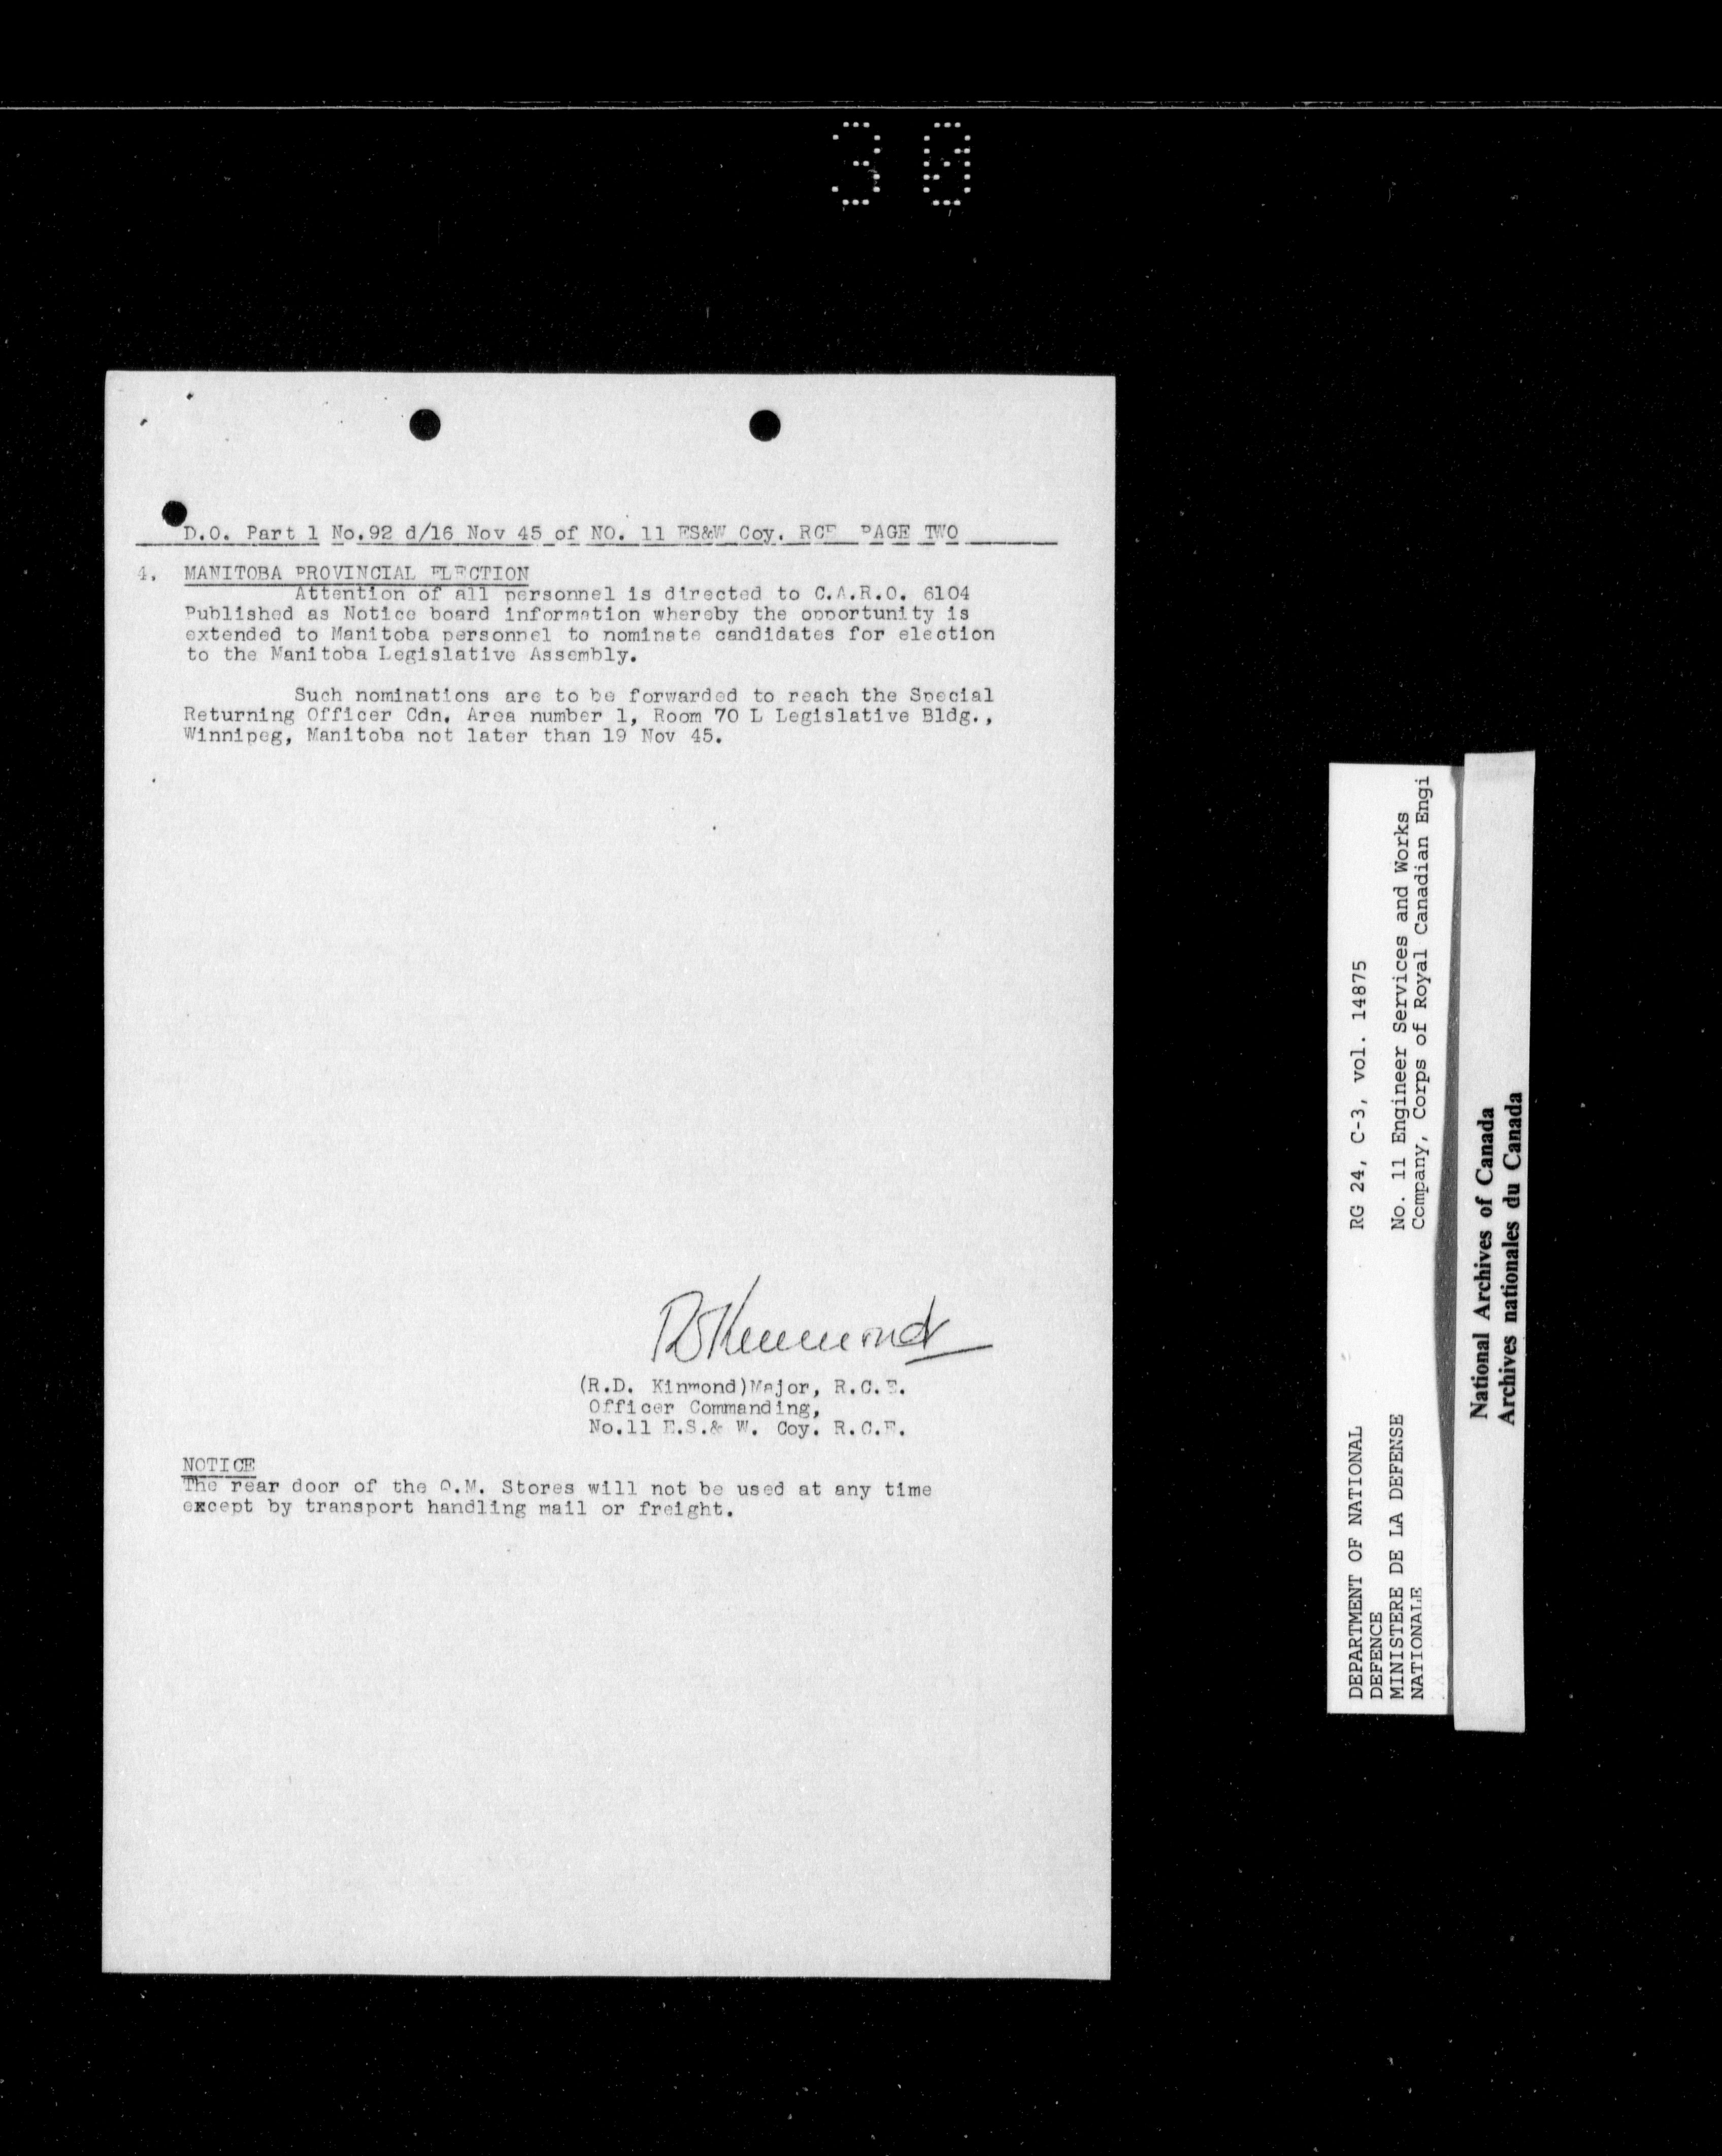 30
D.O. Part 1 No.92 d/16 Nov 45 of NO. 11 ES&W Coy. RCE PAGE TWO
4. MANITOBA PROVINCIAL ELECTION
Attention of all personnel is directed to C.A.R.O. 6104
Published as Notice board information whereby the opportunity is
extended to Manitoba personnel to nominate candidates for election
to the Manitoba Legislative Assembly.
Such nominations are to be forwarded to reach the Special
Returning Officer Cdn. Area number 1, Room 70 L Legislative Bldg.,
Winnipeg, Manitoba not later than 19 Nov 45.
RDKinmond
(R.D. Kinmond)Major, R.C.E.
Officer Commanding,
No.11 E.S.& W. Coy. R.C.E.
NOTICE
The rear door of the Q.M. Stores will not be used at any time
except by transport handling mail or freight.
DEPARTMENT OF NATIONAL
DEFENCE
MINISTERE DE LA DEFENSE
NATIONALE
RG 24, C-3, vol. 14875
No. 11 Engineer Services and Works
Company, Corps of Royal Canadian Engi
National Archives of Canada
Archives nationales du Canada